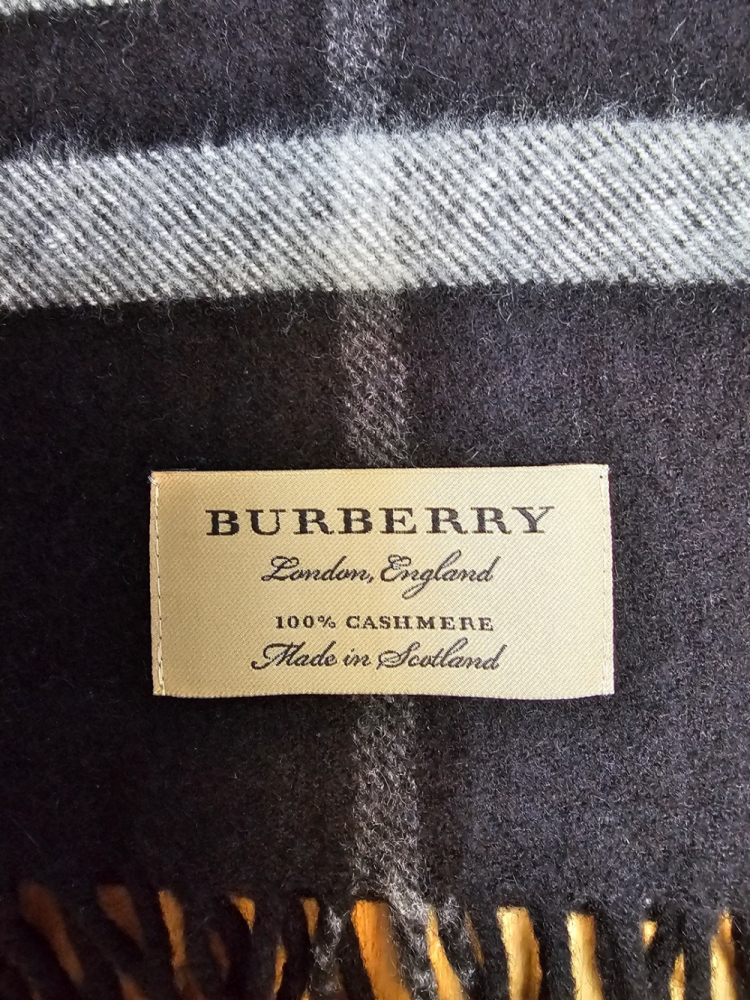 BURBERRY
London, England
100% CASHMERE
Made in Scotland